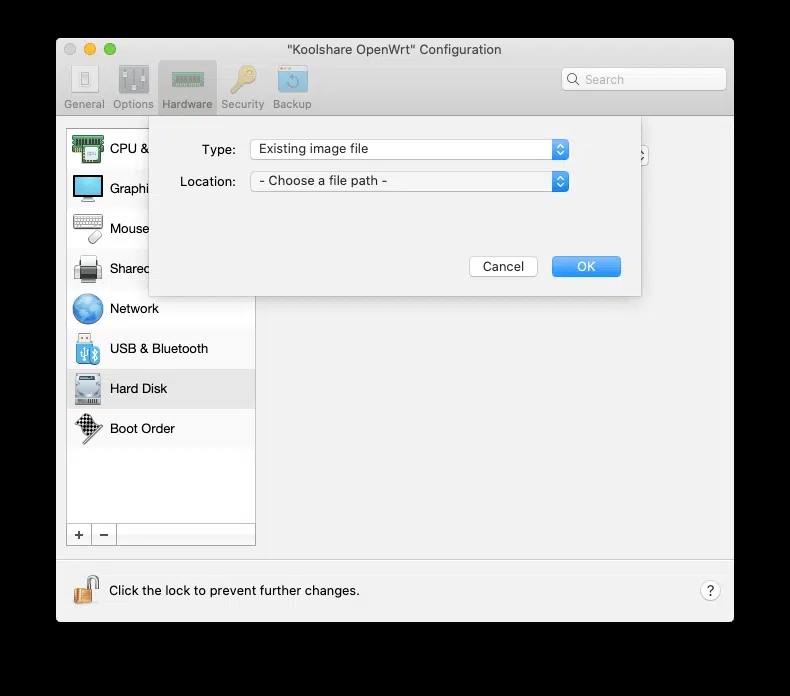 "Koolshare OpenWrt" Configuration
General Options Hardware Security Backup
Search
Type: Existing image file
Location: - Choose a file path -
Cancel OK
CPU &
Graphi
Mouse
Shared
Network
USB & Bluetooth
Hard Disk
Boot Order
+ −
Click the lock to prevent further changes.
?